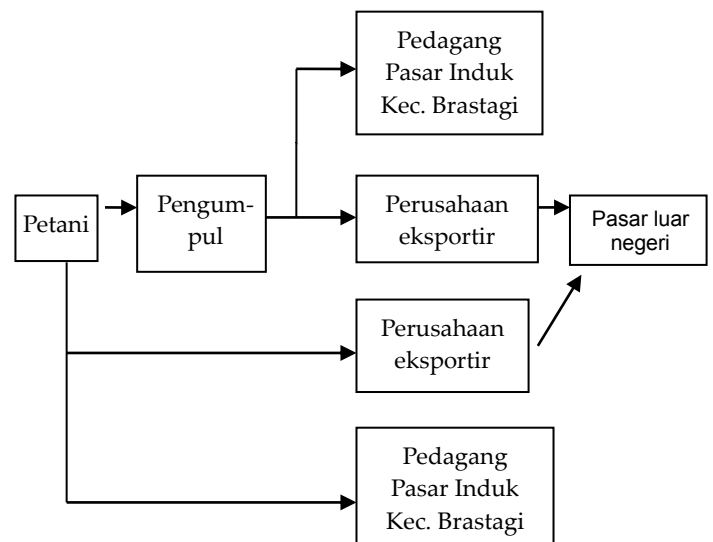 Pedagang
Pasar Induk
Kec. Brastagi
Petani
Pengum-
pul
Perusahaan
eksportir
Pasar luar
negeri
Perusahaan
eksportir
Pedagang
Pasar Induk
Kec. Brastagi